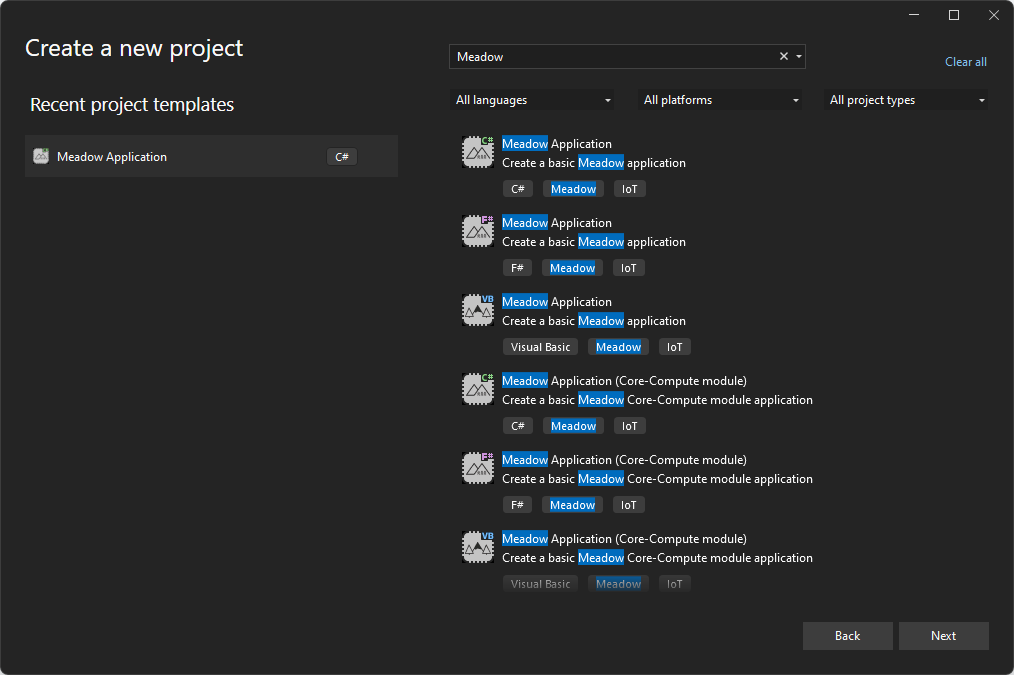 Create a new project
Recent project templates
Meadow Application
C#
Meadow
Clear all
All languages
All platforms
All project types
C#
Meadow Application
Create a basic Meadow application
C# Meadow IoT
F#
Meadow Application
Create a basic Meadow application
F# Meadow IoT
VB
Meadow Application
Create a basic Meadow application
Visual Basic Meadow IoT
C#
Meadow Application (Core-Compute module)
Create a basic Meadow Core-Compute module application
C# Meadow IoT
F#
Meadow Application (Core-Compute module)
Create a basic Meadow Core-Compute module application
F# Meadow IoT
VB
Meadow Application (Core-Compute module)
Create a basic Meadow Core-Compute module application
Visual Basic Meadow IoT
Back
Next